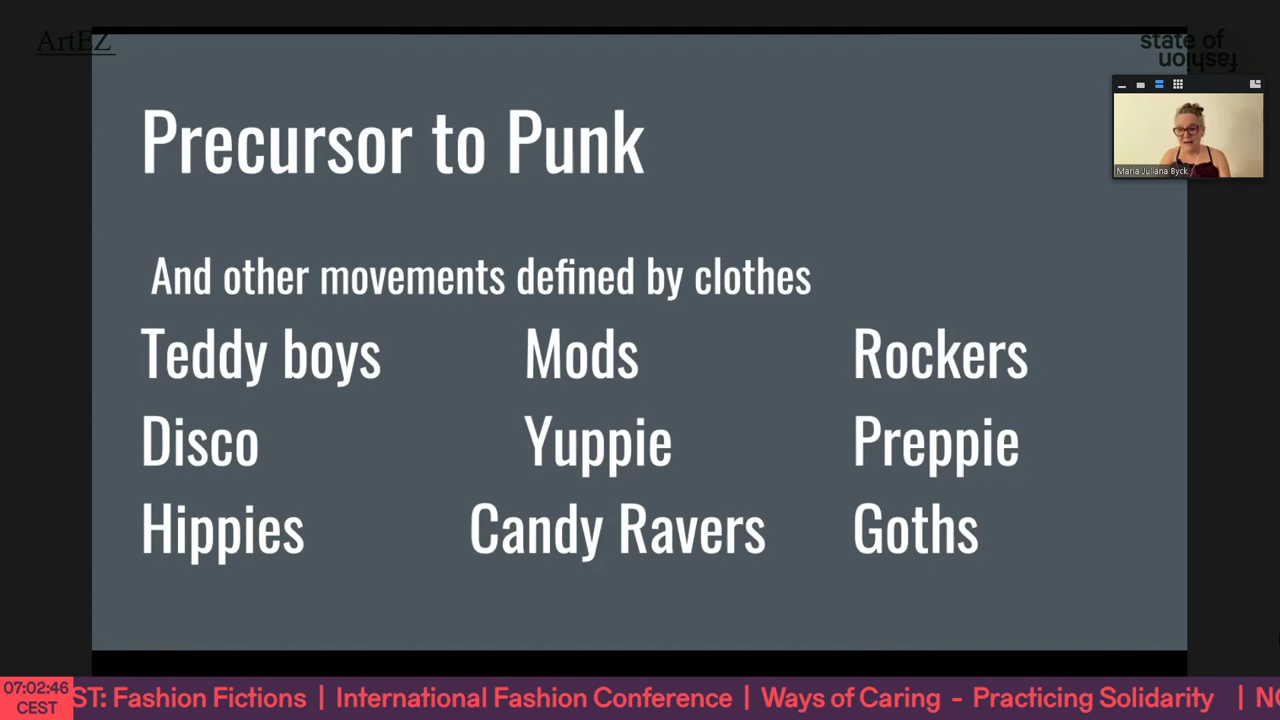 ArtEZ
state of
fashion
Maria Juliana Byck
Precursor to Punk
And other movements defined by clothes
Teddy boys Mods Rockers
Disco Yuppie Preppie
Hippies Candy Ravers Goths
07:02:46
CEST
ST: Fashion Fictions | International Fashion Conference | Ways of Caring - Practicing Solidarity | N